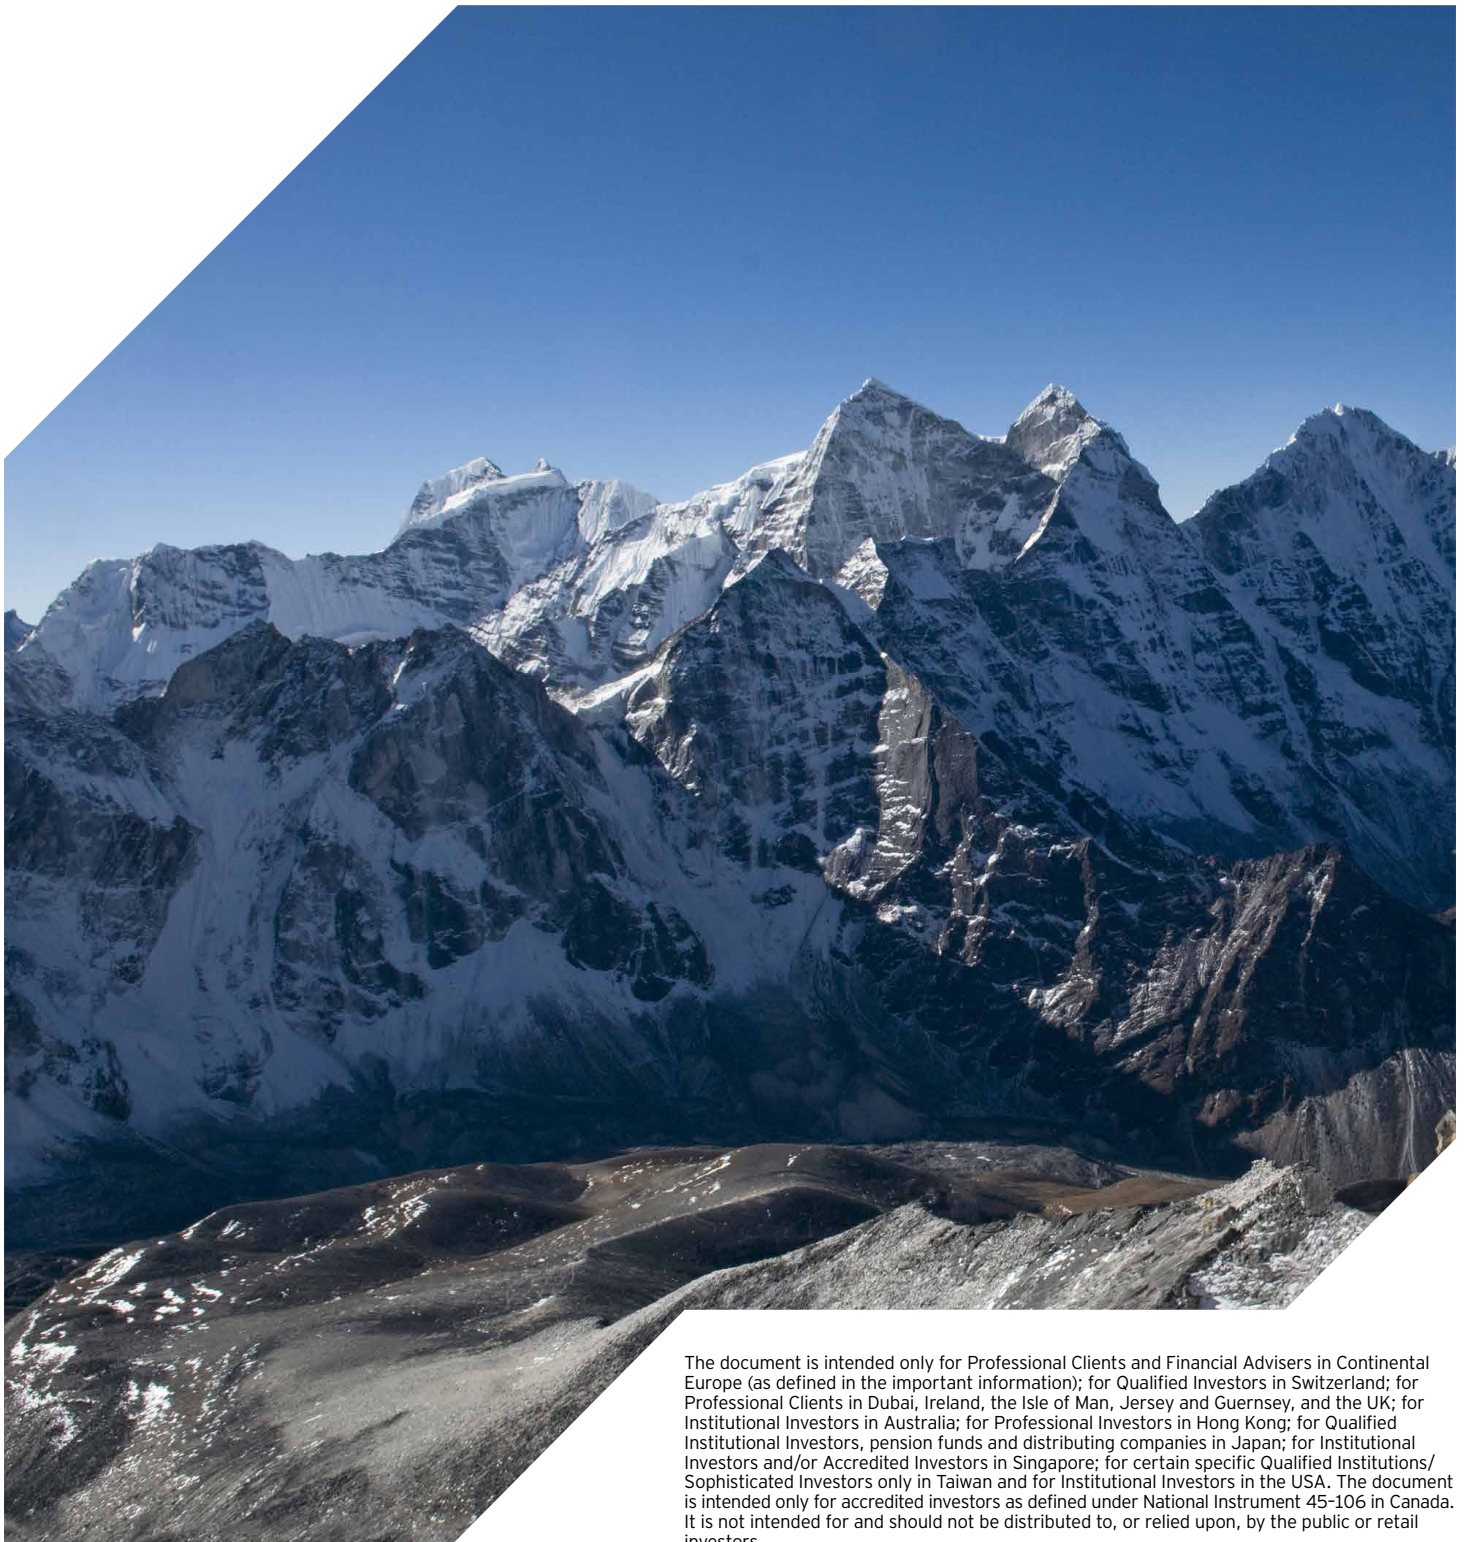 The document is intended only for Professional Clients and Financial Advisers in Continental
Europe (as defined in the important information); for Qualified Investors in Switzerland; for
Professional Clients in Dubai, Ireland, the Isle of Man, Jersey and Guernsey, and the UK; for
Institutional Investors in Australia; for Professional Investors in Hong Kong; for Qualified
Institutional Investors, pension funds and distributing companies in Japan; for Institutional
Investors and/or Accredited Investors in Singapore; for certain specific Qualified Institutions/
Sophisticated Investors only in Taiwan and for Institutional Investors in the USA. The document
is intended only for accredited investors as defined under National Instrument 45–106 in Canada.
It is not intended for and should not be distributed to, or relied upon, by the public or retail
investors.